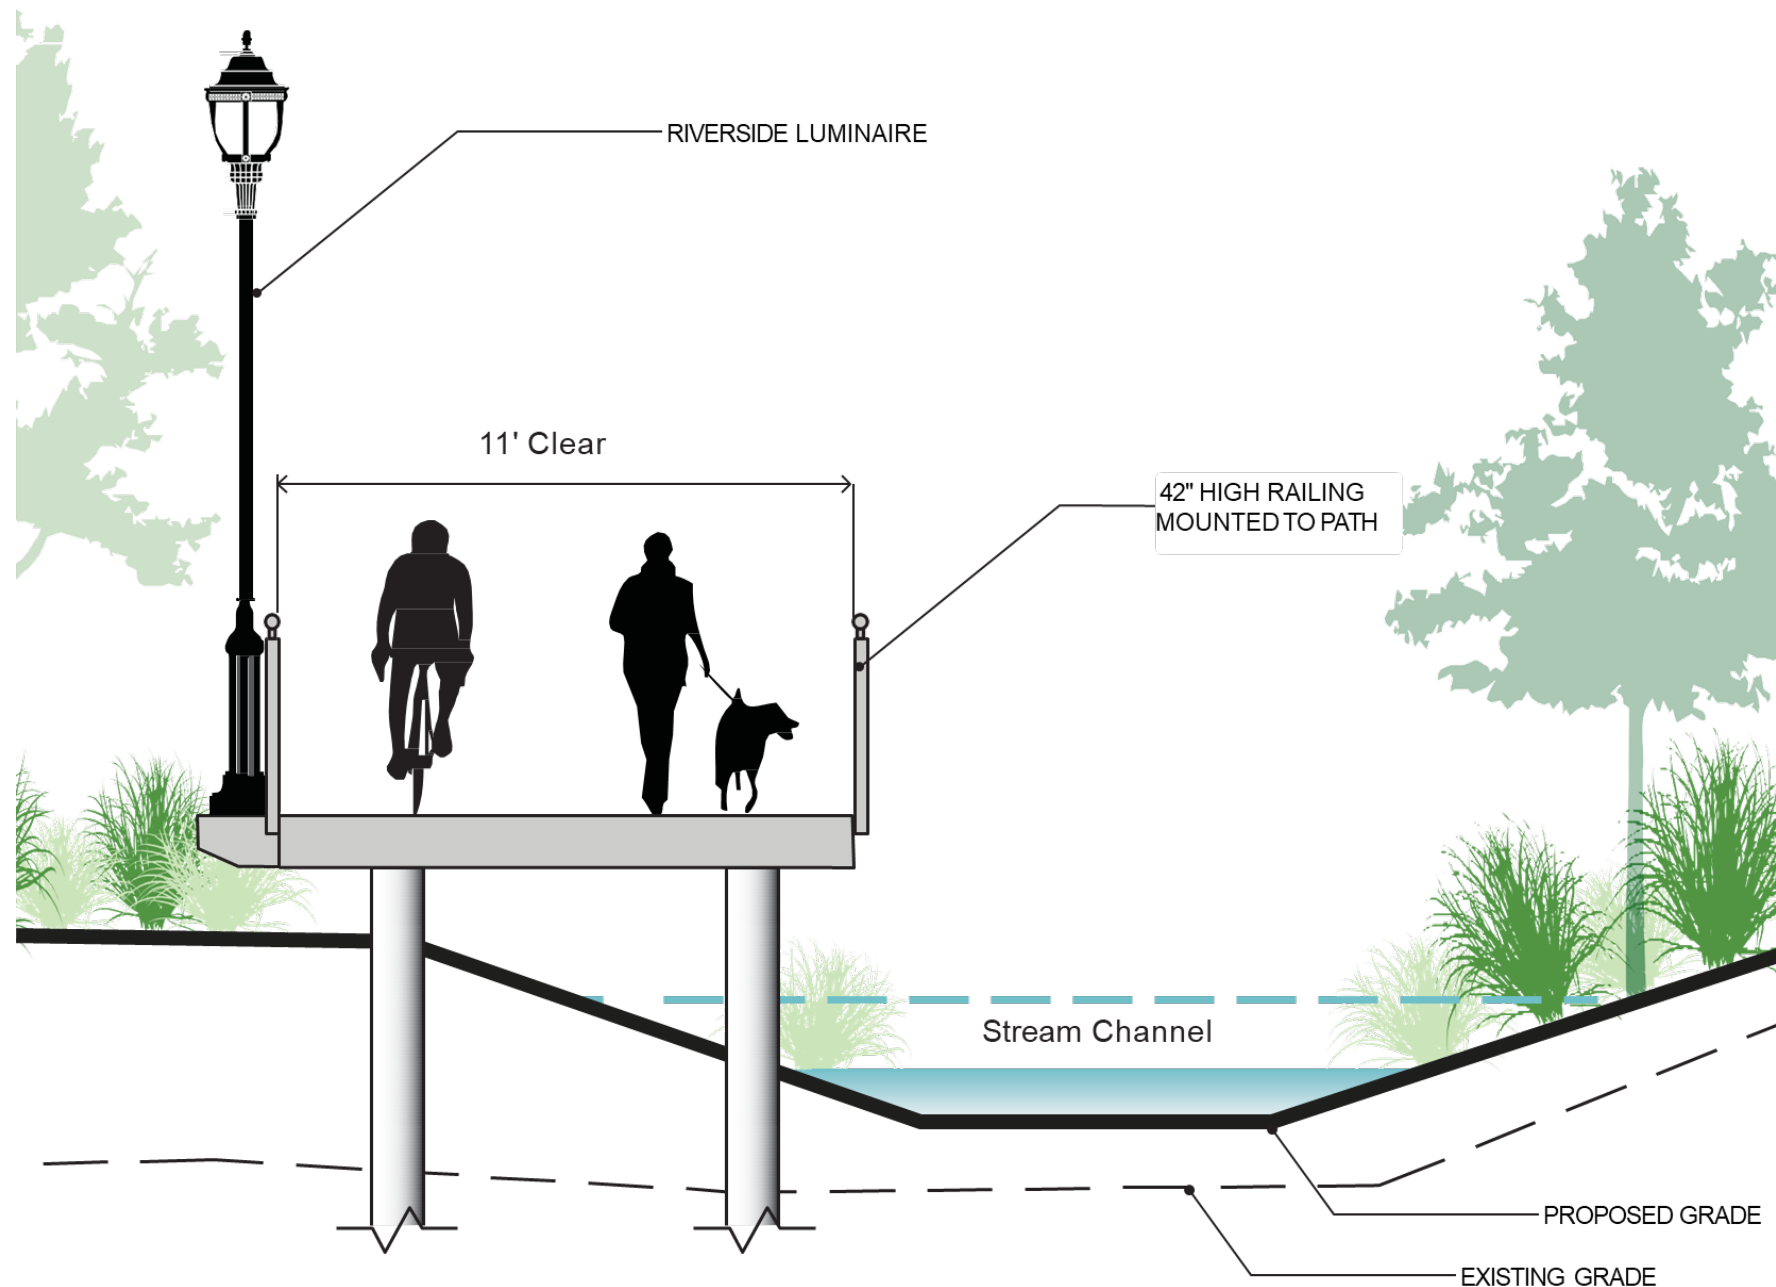 RIVERSIDE LUMINAIRE
11' Clear
42" HIGH RAILING
MOUNTED TO PATH
Stream Channel
PROPOSED GRADE
EXISTING GRADE